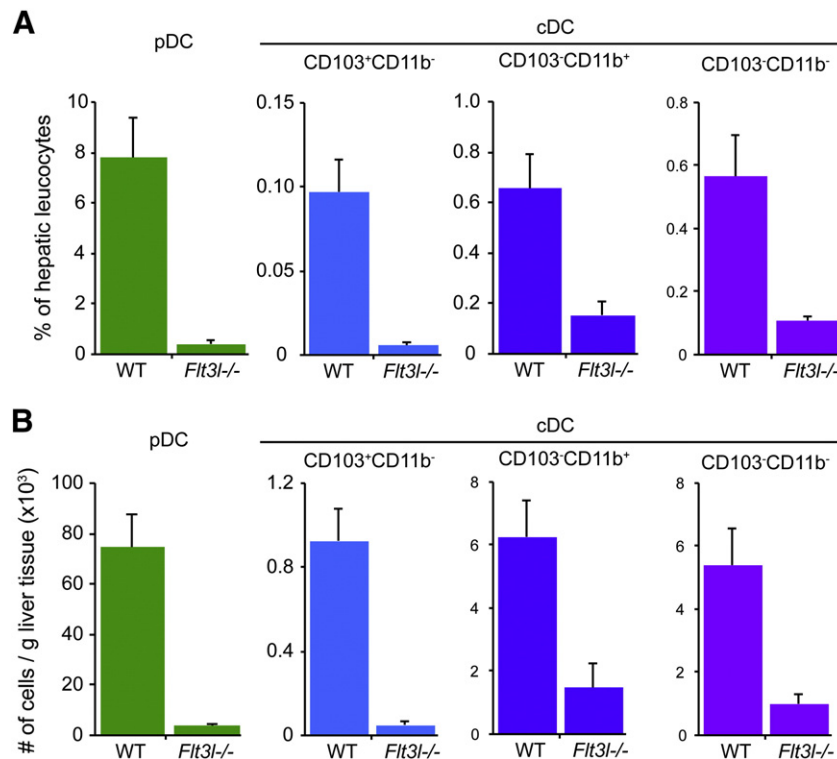 A
pDC
cDC
CD103⁺CD11b⁻
CD103⁻CD11b⁺
CD103⁻CD11b⁻
% of hepatic leucocytes
10
8
6
4
2
0
WT Flt3l-/-
0.15
0.10
0.05
0
WT Flt3l-/-
1.0
0.8
0.6
0.4
0.2
0
WT Flt3l-/-
0.8
0.6
0.4
0.2
0
WT Flt3l-/-
B
pDC
cDC
CD103⁺CD11b⁻
CD103⁻CD11b⁺
CD103⁻CD11b⁻
# of cells / g liver tissue (x10³)
100
80
60
40
20
0
WT Flt3l-/-
1.2
0.8
0.4
0
WT Flt3l-/-
8
6
4
2
0
WT Flt3l-/-
8
6
4
2
0
WT Flt3l-/-